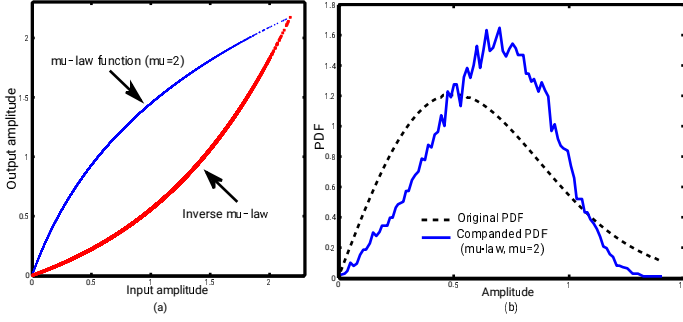 2
1.5
1
0.5
0
0
0.5
1
1.5
2
Output amplitude
Input amplitude
mu-law function (mu=2)
Inverse mu-law
(a)
1.8
1.6
1.4
1.2
1
0.8
0.6
0.4
0.2
0
0.5
1
PDF
Amplitude
Original PDF
Companded PDF
(mu-law, mu=2)
(b)